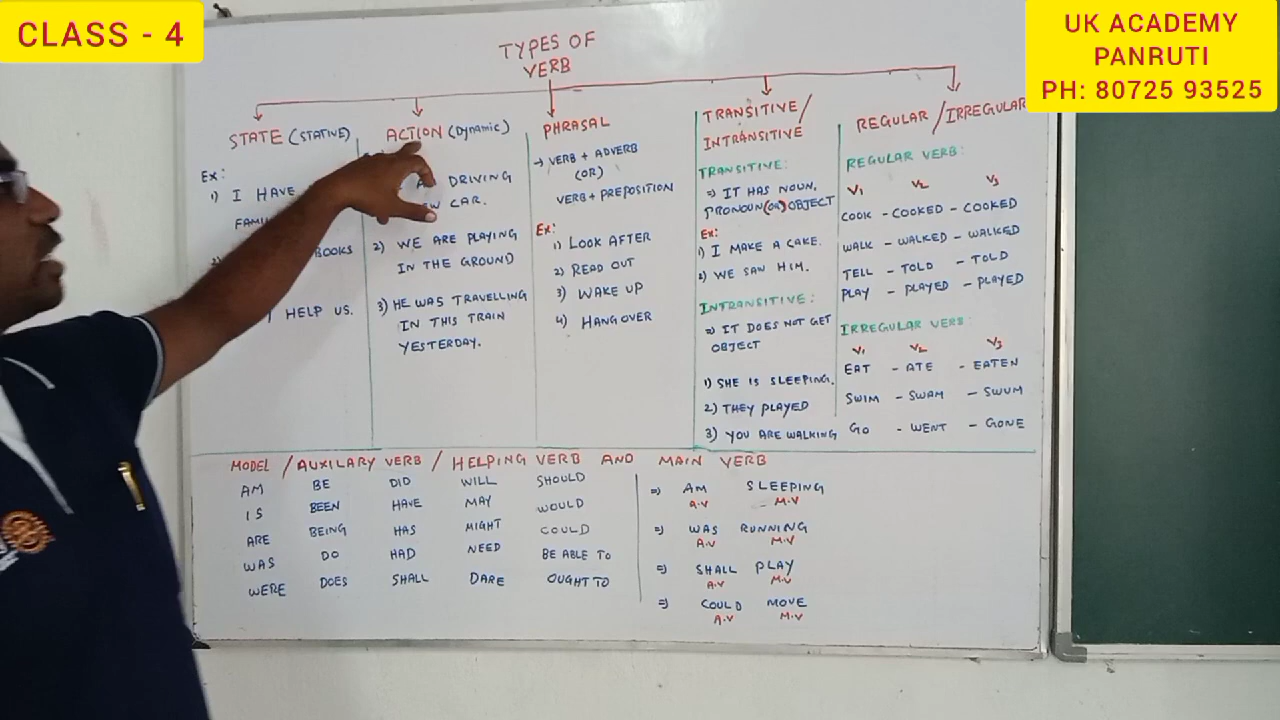 CLASS - 4
UK ACADEMY
PANRUTI
PH: 80725 93525
TYPES OF
VERB
STATE (STATIVE)
Ex:
1) I HAVE
BOOKS
HELP US.
ACTION (Dynamic)
DRIVING
CAR.
2) WE ARE PLAYING
IN THE GROUND
3) HE WAS TRAVELLING
IN THIS TRAIN
YESTERDAY.
PHRASAL
→ VERB + ADVERB
(OR)
VERB + PREPOSITION
Ex:
1) LOOK AFTER
2) READ OUT
3) WAKE UP
4) HANG OVER
TRANSITIVE /
INTRANSITIVE
TRANSITIVE:
⇒ IT HAS NOUN,
PRONOUN (OR) OBJECT
Ex:
1) I MAKE A CAKE.
2) WE SAW HIM.
INTRANSITIVE:
⇒ IT DOES NOT GET
OBJECT
1) SHE IS SLEEPING.
2) THEY PLAYED
3) YOU ARE WALKING
REGULAR / IRREGULAR
REGULAR VERB:
V1 V2 V3
COOK - COOKED - COOKED
WALK - WALKED - WALKED
TELL - TOLD - TOLD
PLAY - PLAYED - PLAYED
IRREGULAR VERB:
V1 V2 V3
EAT - ATE - EATEN
SWIM - SWAM - SWUM
GO - WENT - GONE
MODEL / AUXILARY VERB / HELPING VERB AND MAIN VERB
AM BE DID WILL SHOULD
IS BEEN HAVE MAY WOULD
ARE BEING HAS MIGHT COULD
WAS DO HAD NEED BE ABLE TO
WERE DOES SHALL DARE OUGHT TO
⇒ AM SLEEPING
A.V M.V
⇒ WAS RUNNING
A.V M.V
⇒ SHALL PLAY
A.V M.V
⇒ COULD MOVE
A.V M.V